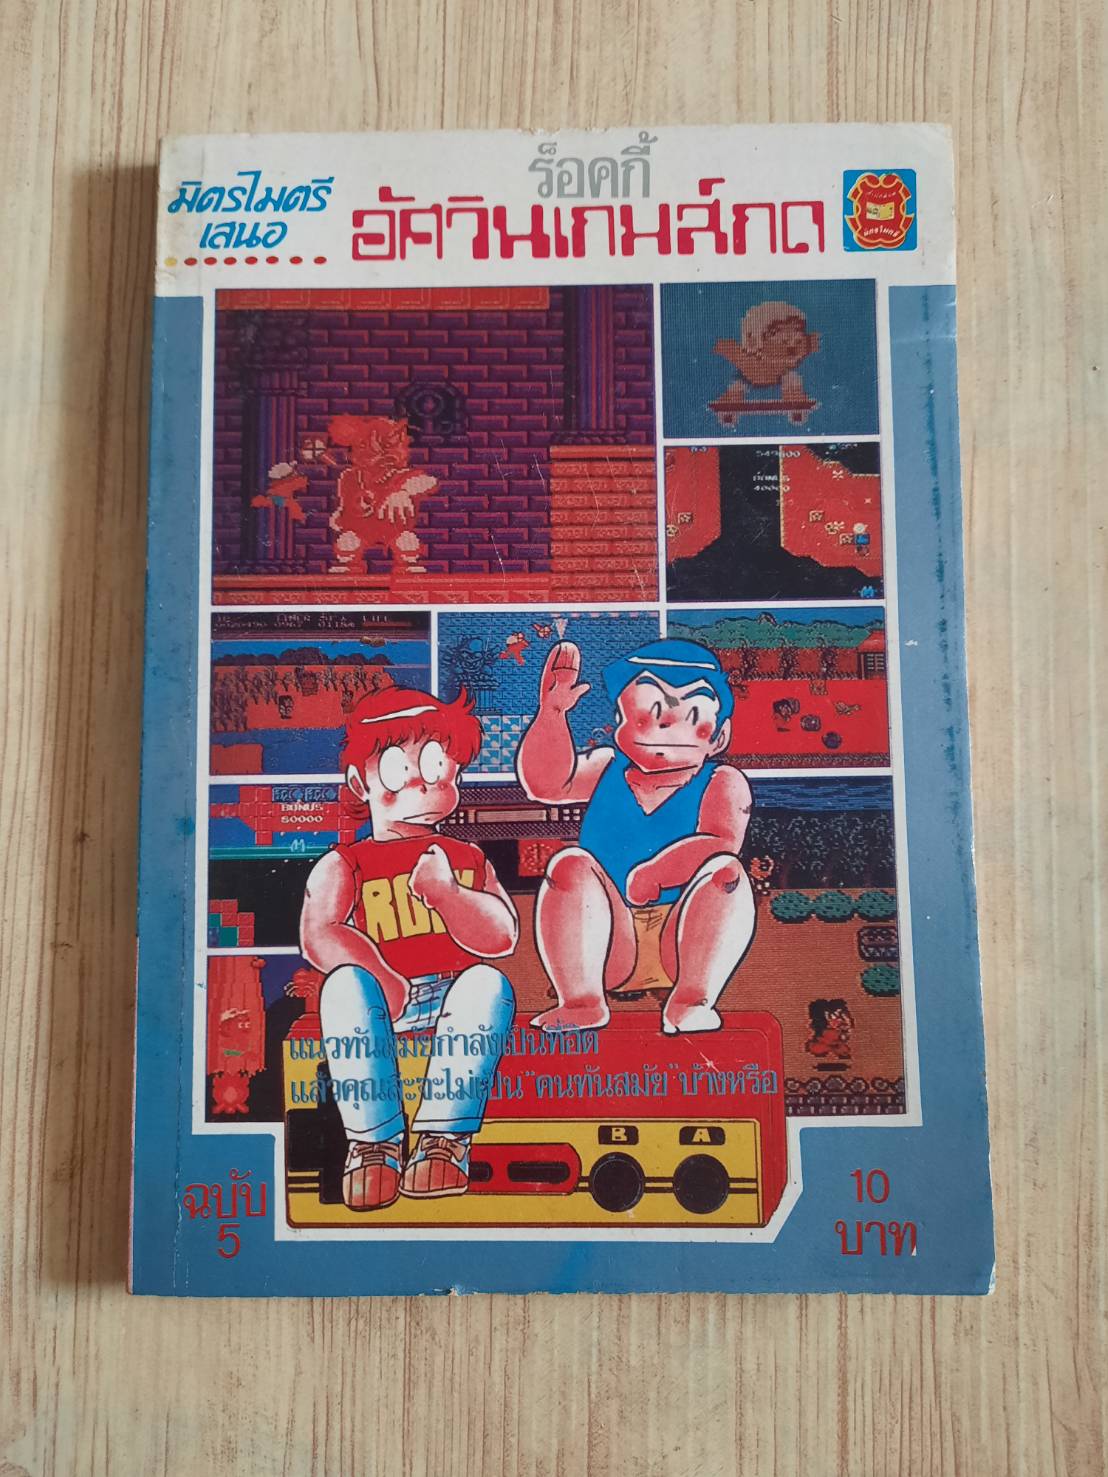 มิตรไมตรี
เสนอ
ร็อคกี้
อัศวินเกมส์กด
549600
BONUS
40000
BONUS
50000
แนวทันสมัยกำลังเป็นที่ฮิต
แล้วคุณล่ะจะไม่เป็น "คนทันสมัย" บ้างหรือ
B
A
ฉบับ
5
10
บาท